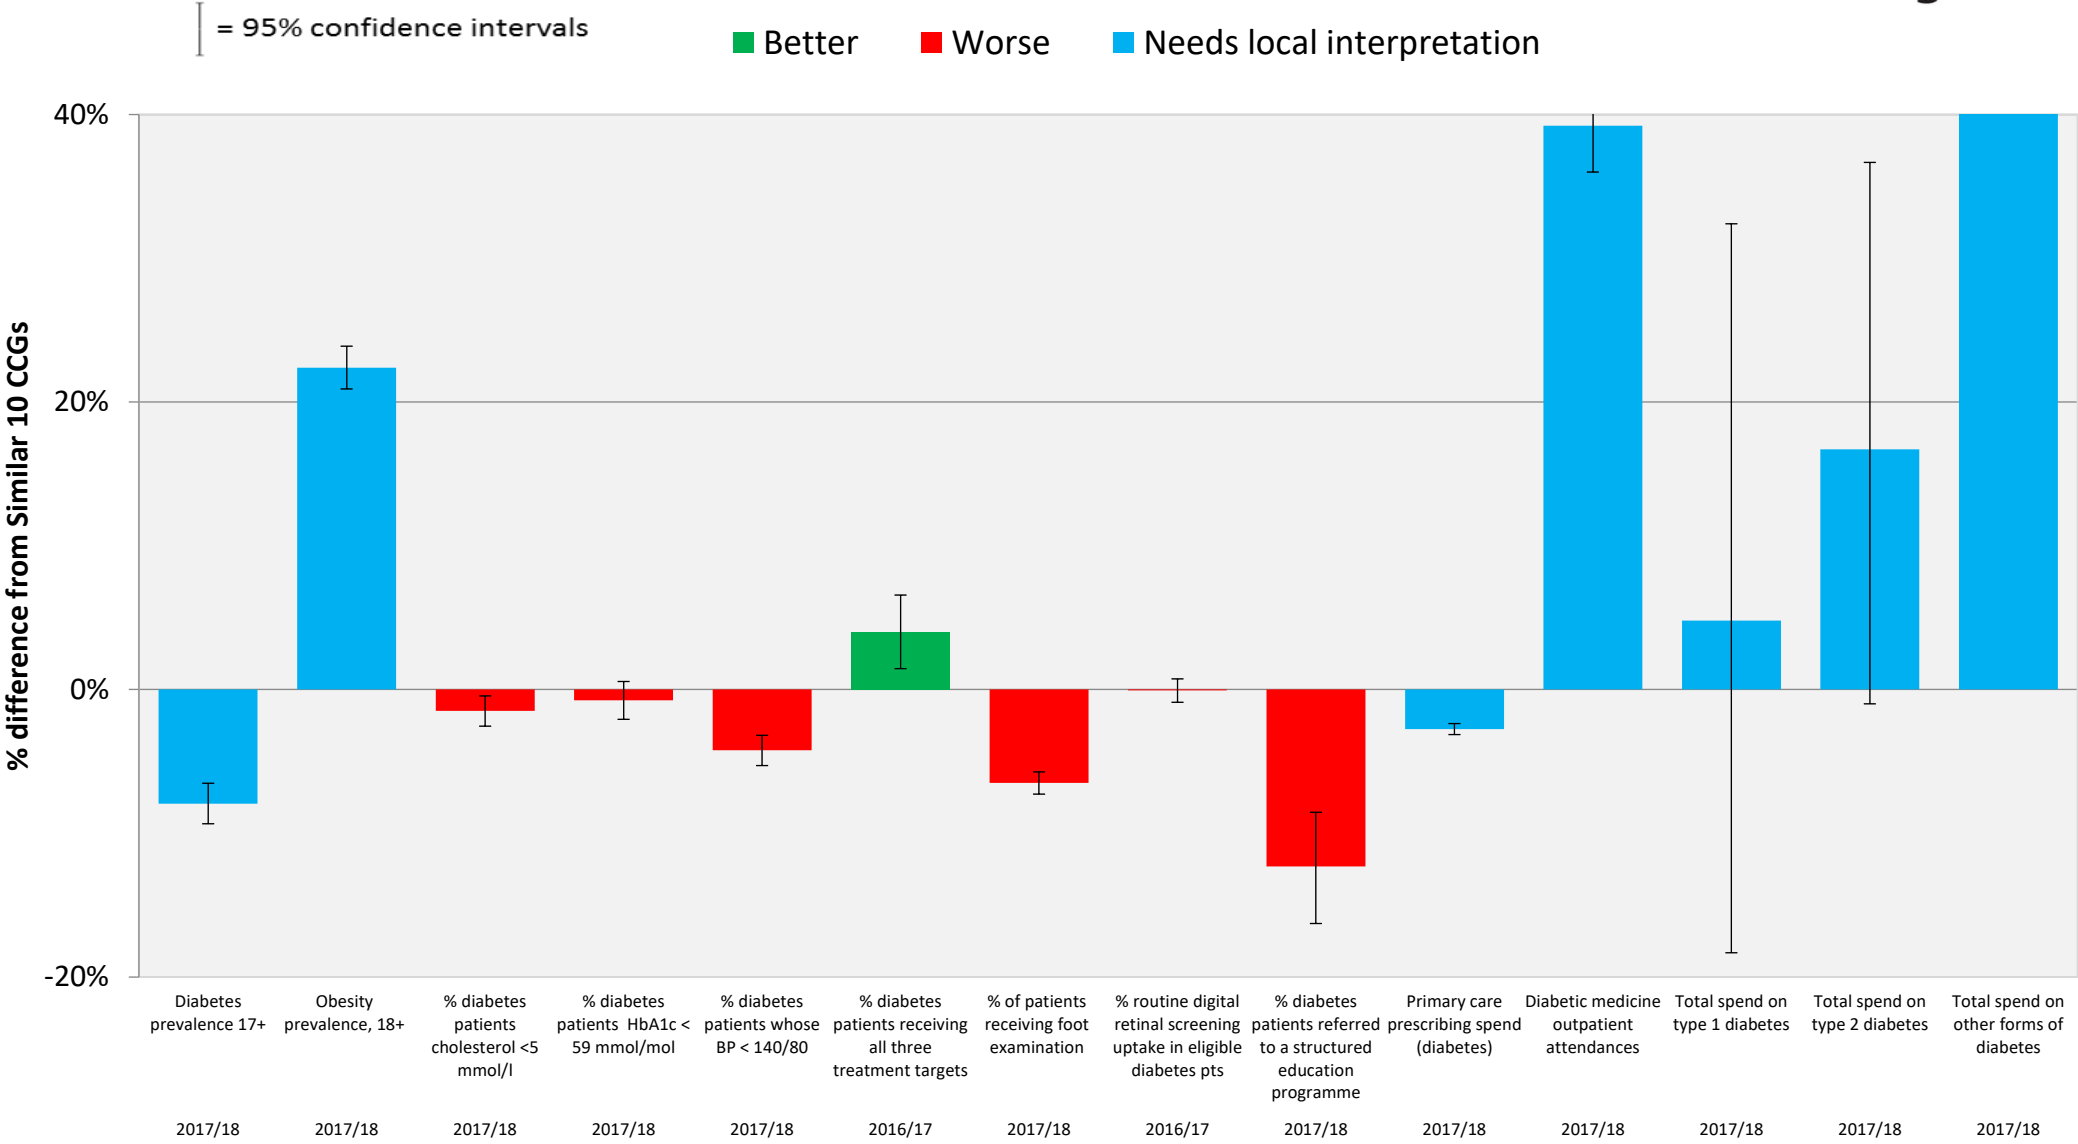 = 95% confidence intervals
Better Worse Needs local interpretation
% difference from Similar 10 CCGs
40%
20%
0%
-20%
Diabetes
prevalence 17+
2017/18
Obesity
prevalence, 18+
2017/18
% diabetes
patients
cholesterol <5
mmol/l
2017/18
% diabetes
patients HbA1c <
59 mmol/mol
2017/18
% diabetes
patients whose
BP < 140/80
2017/18
% diabetes
patients receiving
all three
treatment targets
2016/17
% of patients
receiving foot
examination
2017/18
% routine digital
retinal screening
uptake in eligible
diabetes pts
2016/17
% diabetes
patients referred
to a structured
education
programme
2017/18
Primary care
prescribing spend
(diabetes)
2017/18
Diabetic medicine
outpatient
attendances
2017/18
Total spend on
type 1 diabetes
2017/18
Total spend on
type 2 diabetes
2017/18
Total spend on
other forms of
diabetes
2017/18